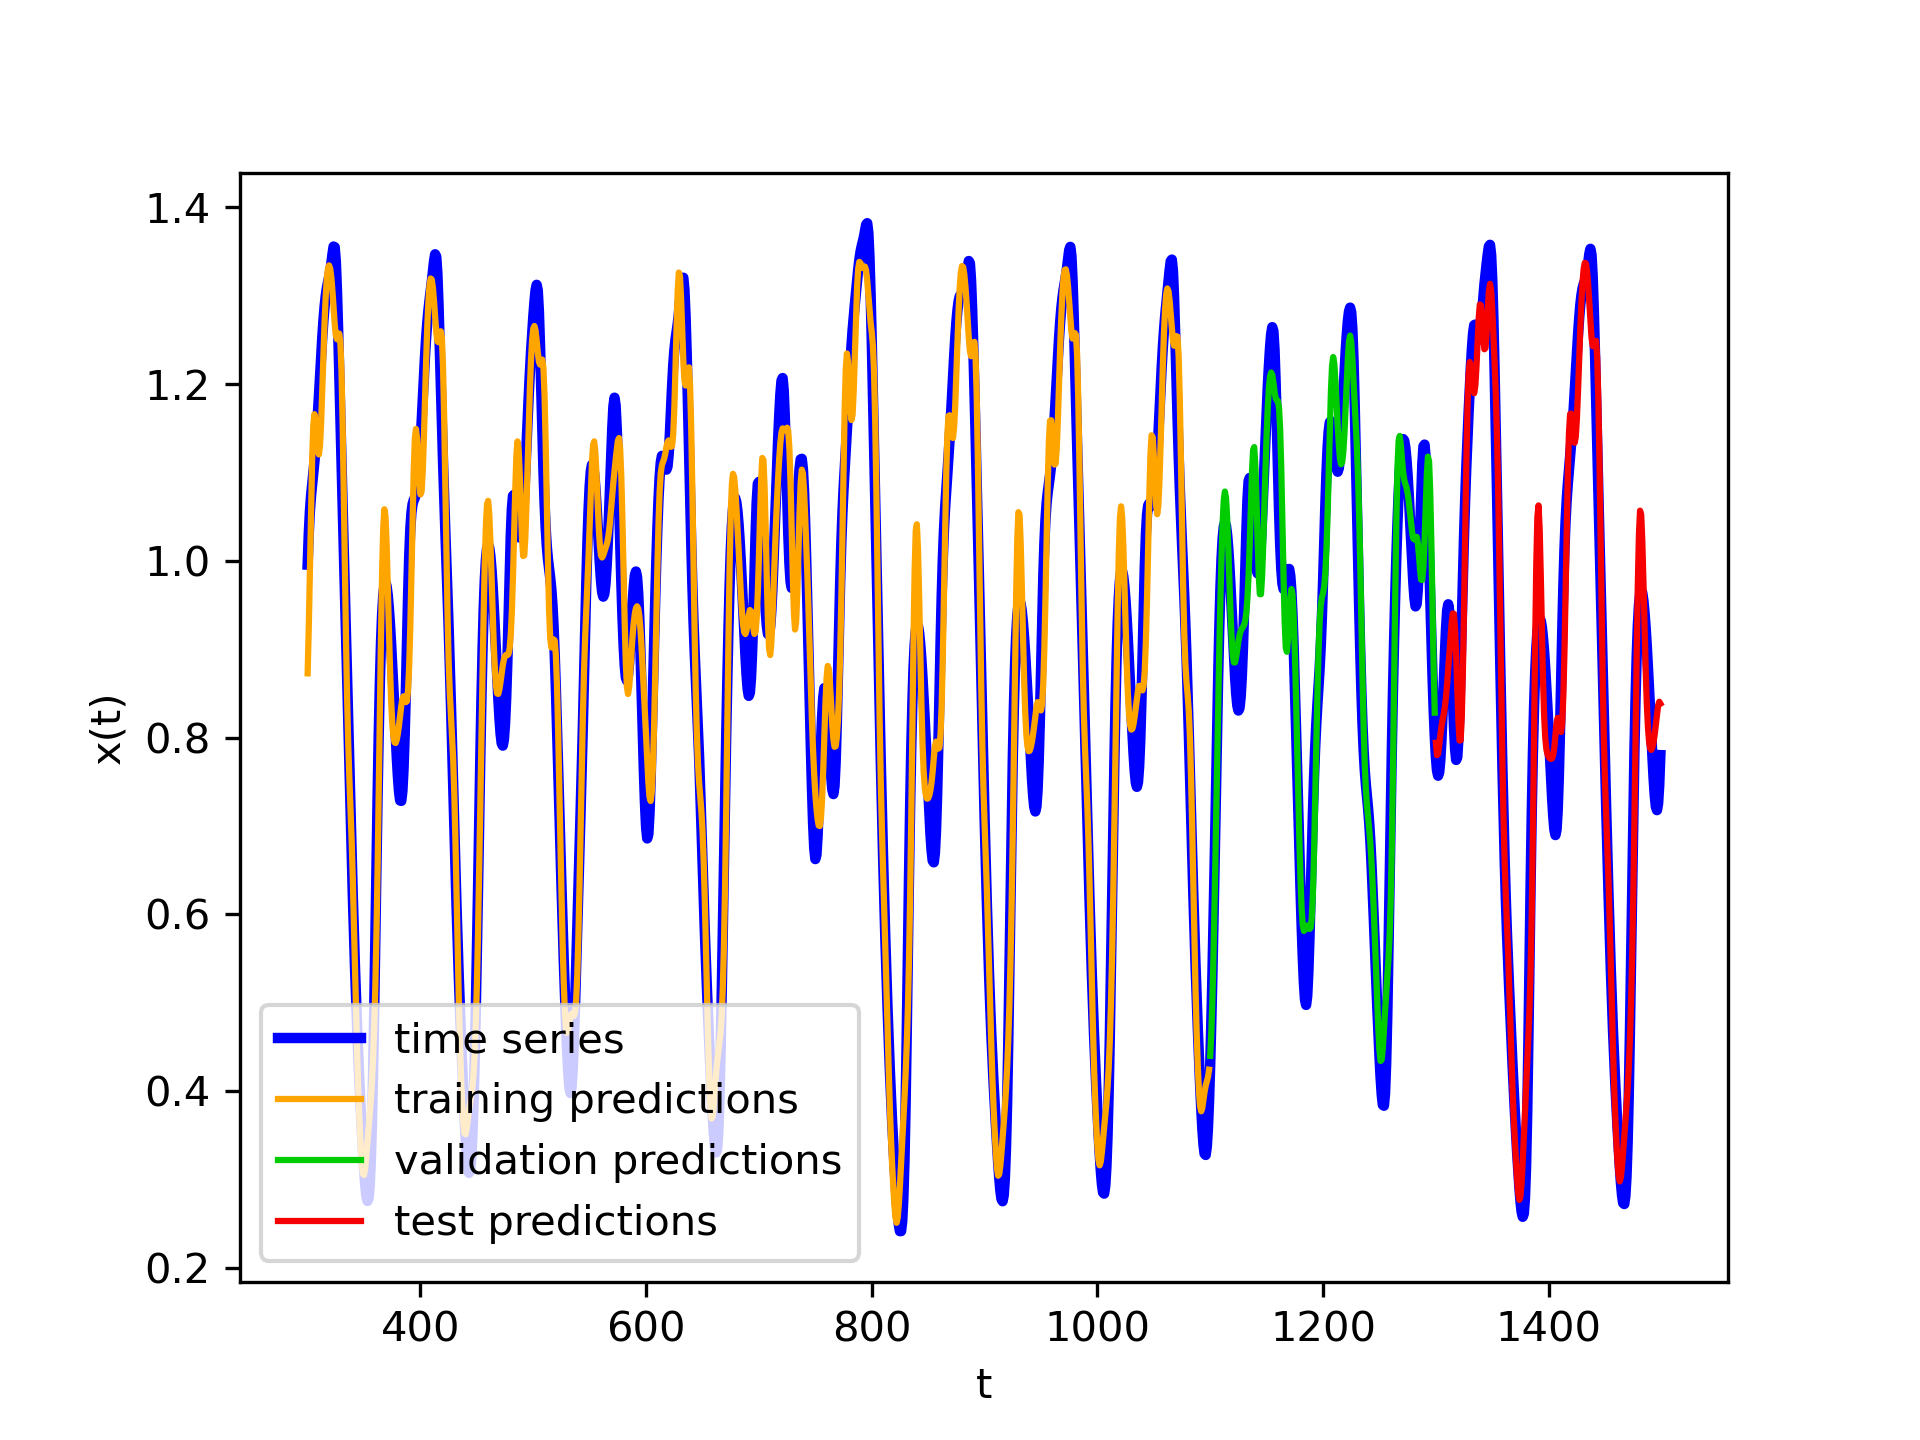 1.4
1.2
1.0
0.8
0.6
0.4
0.2
x(t)
time series
training predictions
validation predictions
test predictions
400 600 800 1000 1200 1400
t